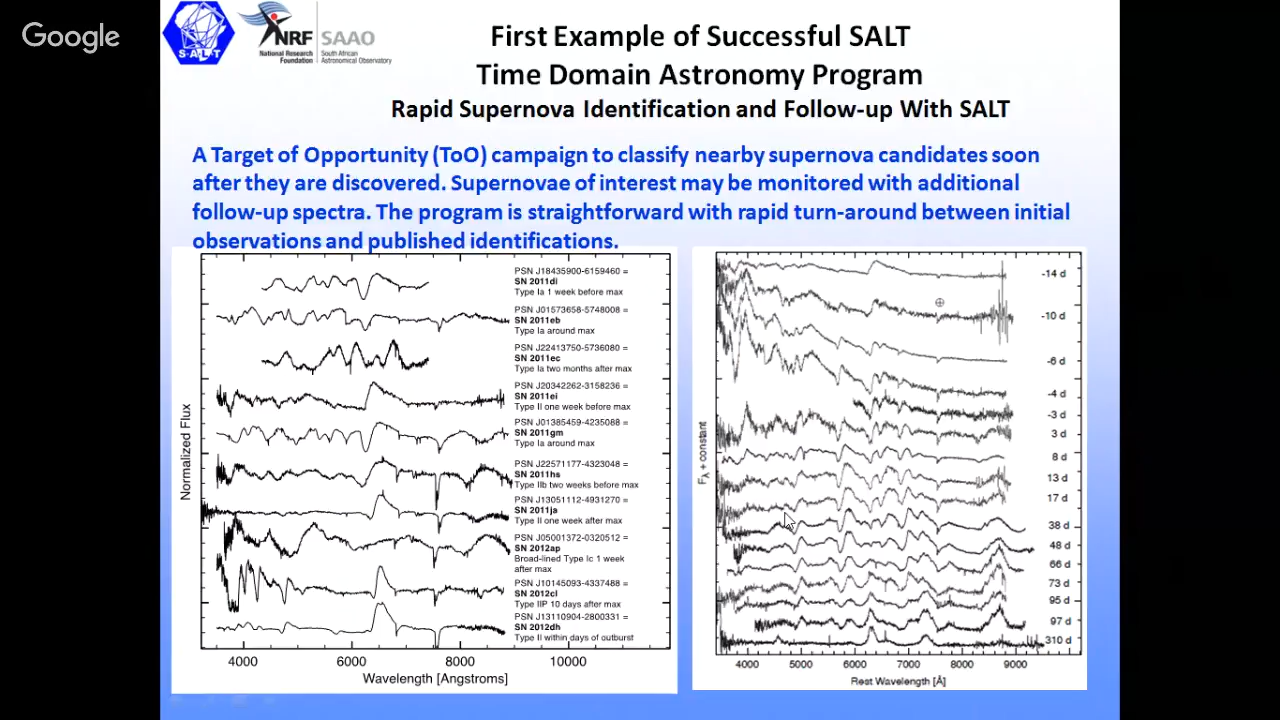 Google
SALT
NRF
National Research
Foundation
SAAO
South African
Astronomical Observatory
First Example of Successful SALT
Time Domain Astronomy Program
Rapid Supernova Identification and Follow-up With SALT
A Target of Opportunity (ToO) campaign to classify nearby supernova candidates soon
after they are discovered. Supernovae of interest may be monitored with additional
follow-up spectra. The program is straightforward with rapid turn-around between initial
observations and published identifications.
PSN J18435900-6159460 =
SN 2011di
Type Ia 1 week before max
PSN J01573658-5748008 =
SN 2011eb
Type Ia around max
PSN J22413750-5736080 =
SN 2011ec
Type Ia two months after max
PSN J20342262-3158236 =
SN 2011ei
Type II one week before max
PSN J01385459-4235088 =
SN 2011gm
Type Ia around max
PSN J22571177-4323048 =
SN 2011hs
Type IIb two weeks before max
PSN J13051112-4931270 =
SN 2011ja
Type II one week after max
PSN J05001372-0320512 =
SN 2012ap
Broad-lined Type Ic 1 week
after max
PSN J10145093-4337488 =
SN 2012cl
Type IIP 10 days after max
PSN J13110904-2800331 =
SN 2012dh
Type II within days of outburst
Normalized Flux
4000 6000 8000 10000
Wavelength [Angstroms]
-14 d
-10 d
-6 d
-4 d
-3 d
3 d
8 d
13 d
17 d
38 d
48 d
66 d
73 d
95 d
97 d
310 d
Fλ + constant
4000 5000 6000 7000 8000 9000
Rest Wavelength [Å]